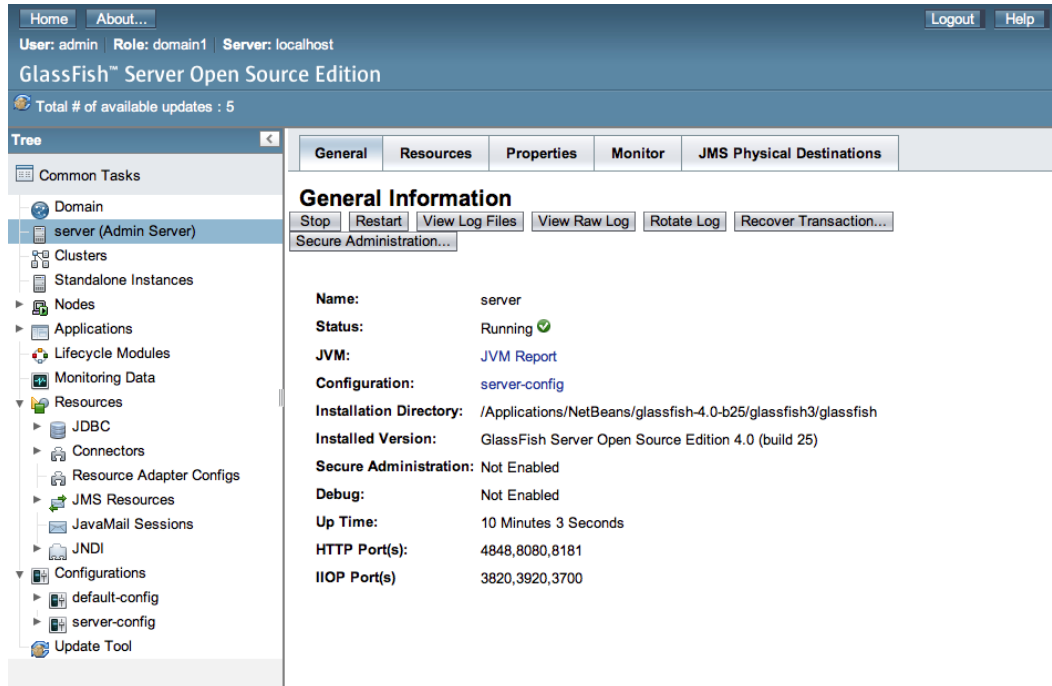 Home About... Logout Help
User: admin Role: domain1 Server: localhost
GlassFish™ Server Open Source Edition
Total # of available updates : 5
Tree
Common Tasks
Domain
server (Admin Server)
Clusters
Standalone Instances
Nodes
Applications
Lifecycle Modules
Monitoring Data
Resources
JDBC
Connectors
Resource Adapter Configs
JMS Resources
JavaMail Sessions
JNDI
Configurations
default-config
server-config
Update Tool
General Resources Properties Monitor JMS Physical Destinations
General Information
Stop Restart View Log Files View Raw Log Rotate Log Recover Transaction...
Secure Administration...
Name: server
Status: Running
JVM: JVM Report
Configuration: server-config
Installation Directory: /Applications/NetBeans/glassfish-4.0-b25/glassfish3/glassfish
Installed Version: GlassFish Server Open Source Edition 4.0 (build 25)
Secure Administration: Not Enabled
Debug: Not Enabled
Up Time: 10 Minutes 3 Seconds
HTTP Port(s): 4848,8080,8181
IIOP Port(s) 3820,3920,3700